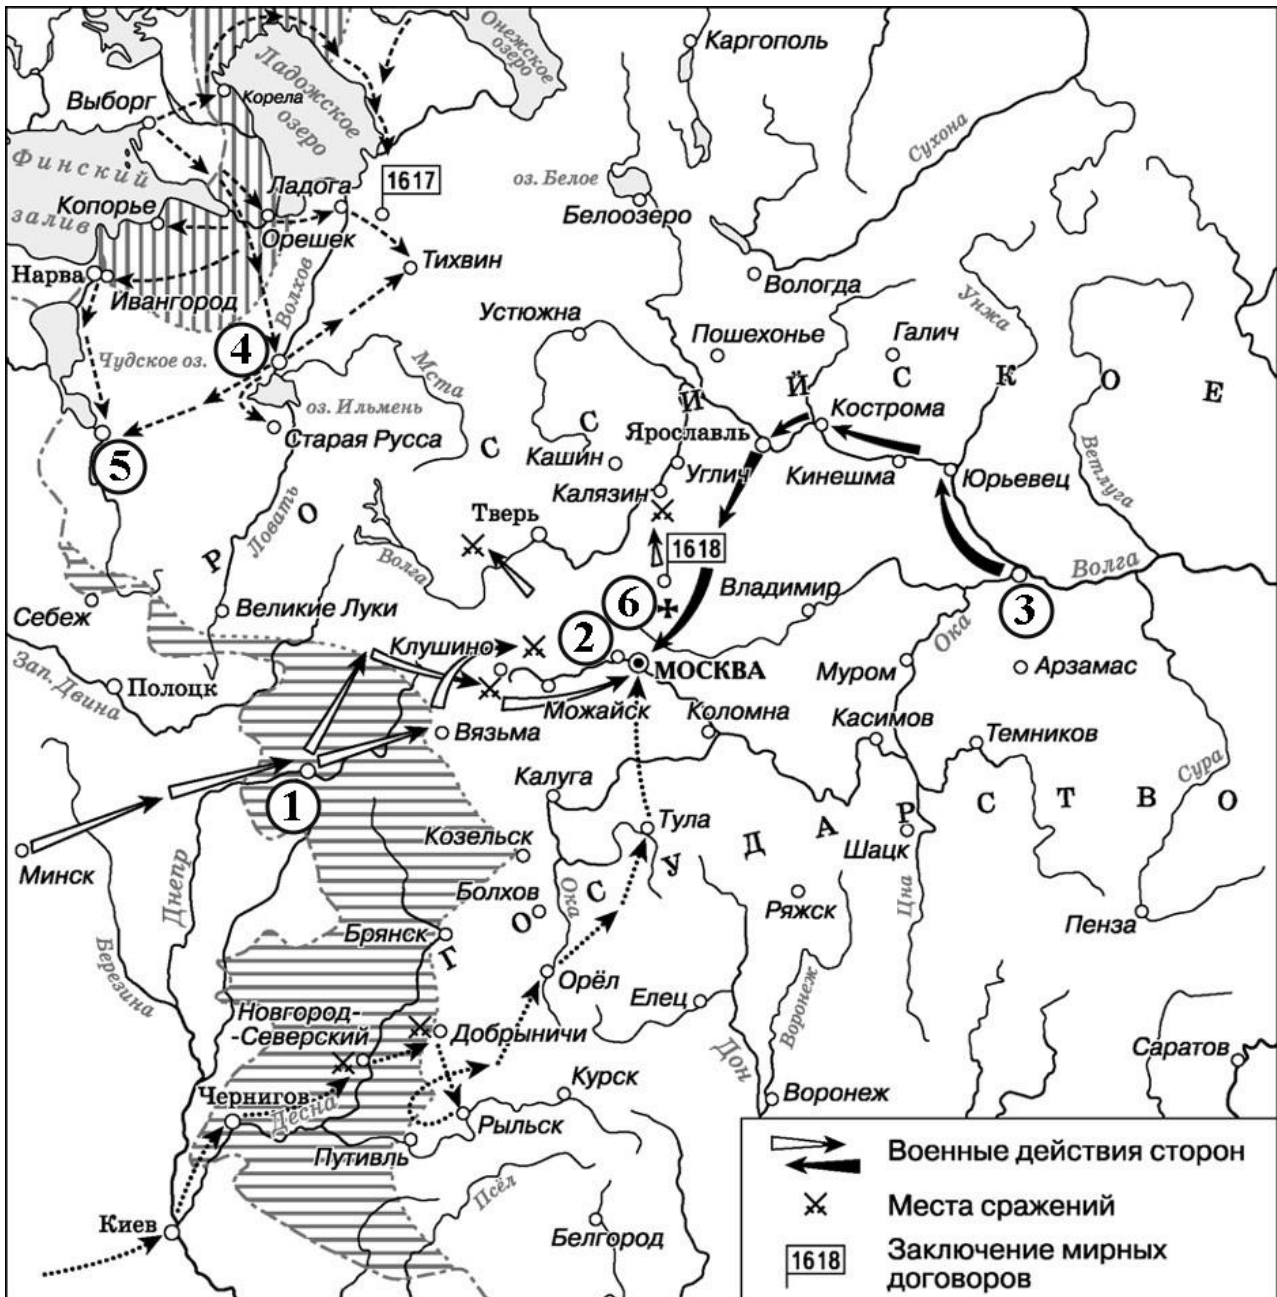 Каргополь
Онежское
озеро
Ладожское
озеро
Корела
Выборг
Сухона
Финский
залив
1617
оз. Белое
Ладога
Копорье
Белоозеро
Орешек
Тихвин
Нарва
Вологда
Ивангород
Волхов
Унжа
Устюжна
Пошехонье
Галич
4
Чудское оз.
Мста
оз. Ильмень
Кострома
Старая Русса
Ярославль
РОССИЙСКОЕ
5
Кашин
Углич
Кинешма
Юрьевец
Ветлуга
Калязин
Ловать
Тверь
1618
Волга
Волга
Владимир
3
6
Себеж
Великие Луки
2
Клушино
Ока
Зап. Двина
МОСКВА
Муром
Арзамас
Полоцк
Можайск
Коломна
Касимов
Вязьма
Темников
Сура
Калуга
1
ГОСУДАРСТВО
Тула
Козельск
Шацк
Минск
Днепр
Болхов
Ока
Ряжск
Цна
Пенза
Брянск
Березина
Орёл
Елец
Воронеж
Новгород-
-Северский
Добрыничи
Дон
Саратов
Курск
Чернигов
Десна
Воронеж
Рыльск
Путивль
Псёл
Киев
Белгород
Военные действия сторон
Места сражений
1618
Заключение мирных
договоров